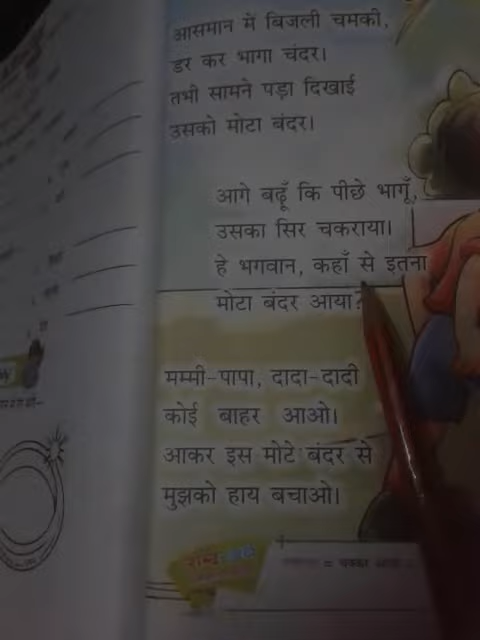 आसमान में बिजली चमकी,
डर कर भागा चंदर।
तभी सामने पड़ा दिखाई
उसको मोटा बंदर।
आगे बढ़ूँ कि पीछे भागूँ,
उसका सिर चकराया।
हे भगवान, कहाँ से इतना
मोटा बंदर आया?
मम्मी-पापा, दादा-दादी
कोई बाहर आओ।
आकर इस मोटे बंदर से
मुझको हाय बचाओ।